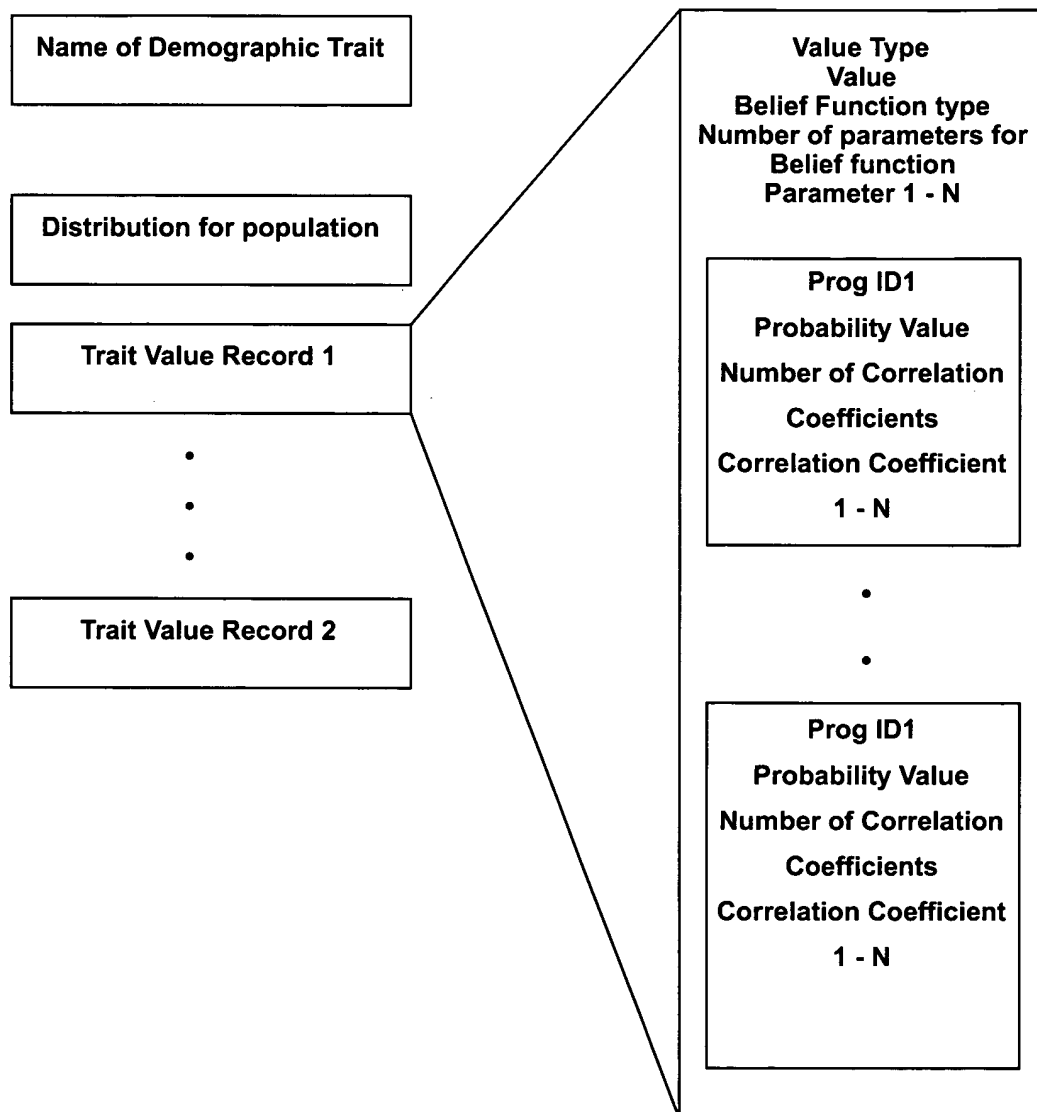 Name of Demographic Trait
Distribution for population
Trait Value Record 1
Trait Value Record 2
Value Type
Value
Belief Function type
Number of parameters for
Belief function
Parameter 1 - N
Prog ID1
Probability Value
Number of Correlation
Coefficients
Correlation Coefficient
1 - N
Prog ID1
Probability Value
Number of Correlation
Coefficients
Correlation Coefficient
1 - N